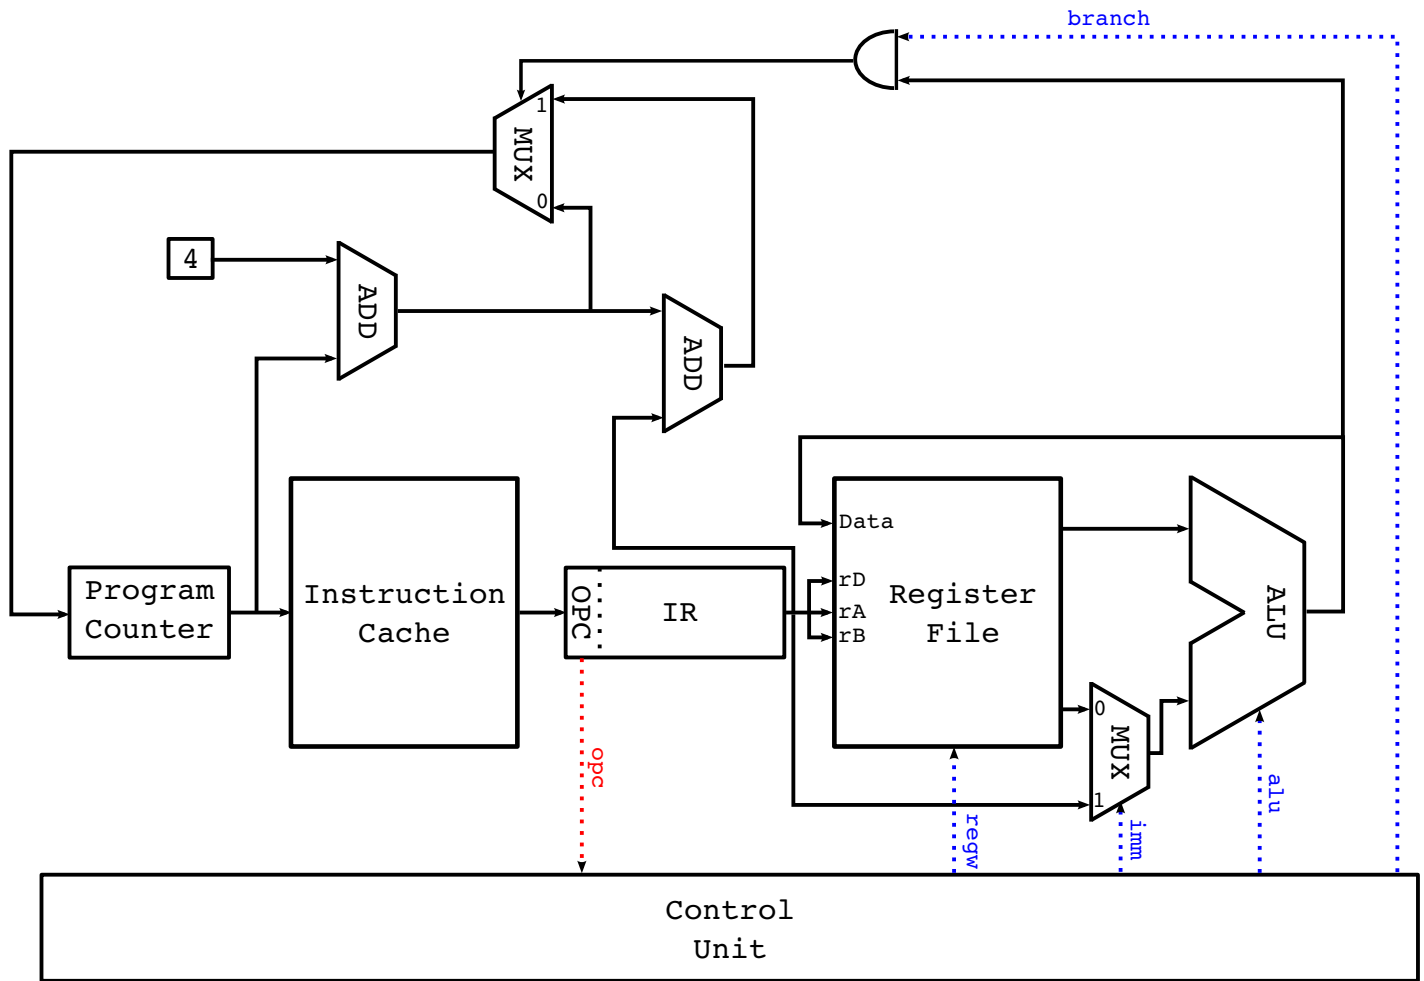 branch
1
MUX
0
4
ADD
ADD
Data
Program
Counter
Instruction
Cache
OPC
IR
rD
rA
rB
Register
File
ALU
0
MUX
1
opc
regw
imm
alu
Control
Unit